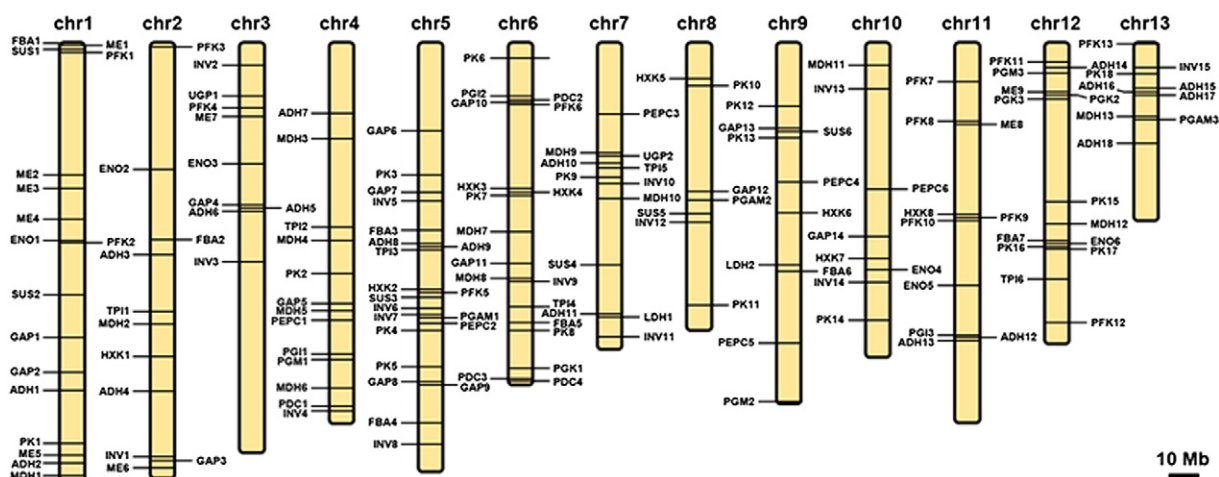 chr1 chr2 chr3 chr4 chr5 chr6 chr7 chr8 chr9 chr10 chr11 chr12 chr13
FBA1
SUS1
ME1
PFK1
ME2
ME3
ME4
ENO1
PFK2
SUS2
GAP1
GAP2
ADH1
PK1
ME5
ADH2
MDH1
PFK3
ENO2
FBA2
ADH3
TPI1
MDH2
HXK1
ADH4
INV1
GAP3
ME6
INV2
UGP1
PFK4
ME7
ENO3
GAP4
ADH5
ADH6
INV3
ADH7
MDH3
TPI2
MDH4
PK2
GAP5
MDH5
PEPC1
PGI1
PGM1
MDH6
PDC1
INV4
GAP6
PK3
GAP7
INV5
FBA3
ADH8
ADH9
TPI3
HXK2
PFK5
SUS3
INV6
INV7
PGAM1
PEPC2
PK4
PK5
GAP8
GAP9
FBA4
INV8
PK6
PGI2
PDC2
GAP10
PFK6
HXK3
HXK4
PK7
MDH7
GAP11
MDH8
INV9
TPI4
FBA5
PK8
PGK1
PDC3
PDC4
PEPC3
MDH9
UGP2
ADH10
TPI5
PK9
INV10
MDH10
SUS4
ADH11
LDH1
INV11
HXK5
PK10
GAP12
PGAM2
SUS5
INV12
PK11
PK12
GAP13
SUS6
PK13
PEPC4
HXK6
LDH2
FBA6
PEPC5
PGM2
MDH11
INV13
PEPC6
GAP14
HXK7
ENO4
INV14
PK14
PFK7
PFK8
ME8
HXK8
PFK9
PFK10
ENO5
PGI3
ADH12
ADH13
PFK11
ADH14
PGM3
ME9
PGK3
PGK2
PK15
MDH12
FBA7
ENO6
PK16
PK17
TPI6
PFK12
PFK13
INV15
PK18
ADH16
ADH15
ADH17
MDH13
PGAM3
ADH18
10 Mb